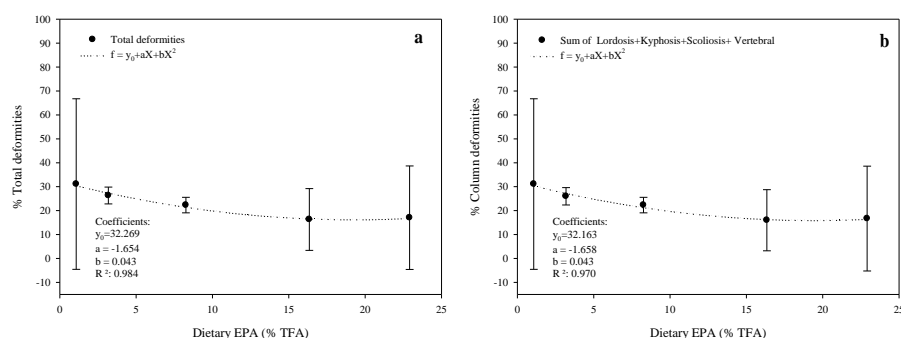 a
Total deformities
f = y₀+aX+bX²
100
90
80
70
60
50
40
30
20
10
0
-10
% Total deformities
Coefficients:
y₀=32.269
a = -1.654
b = 0.043
R ²: 0.984
0
5
10
15
20
25
Dietary EPA (% TFA)
b
Sum of Lordosis+Kyphosis+Scoliosis+ Vertebral
f = y₀+aX+bX²
100
90
80
70
60
50
40
30
20
10
0
-10
% Column deformities
Coefficients:
y₀=32.163
a = -1.658
b = 0.043
R ²: 0.970
0
5
10
15
20
25
Dietary EPA (% TFA)